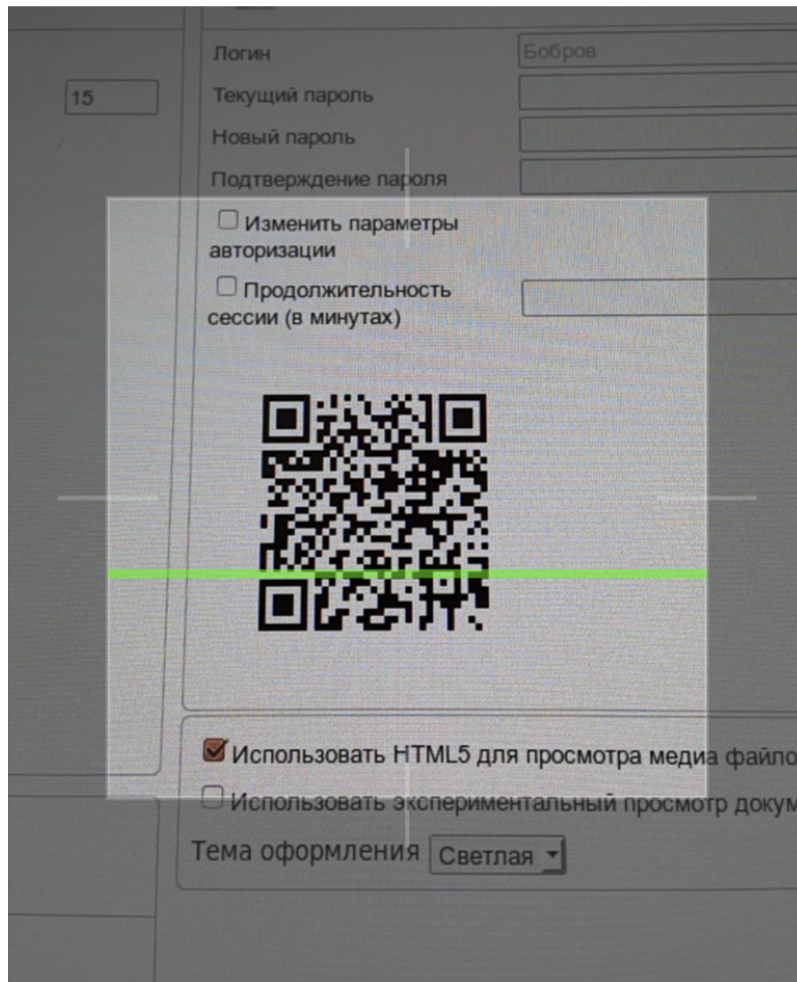 Логин
Бобров
15
Текущий пароль
Новый пароль
Подтверждение пароля
Изменить параметры
авторизации
Продолжительность
сессии (в минутах)
Использовать HTML5 для просмотра медиа файло
Использовать экспериментальный просмотр докум
Тема оформления
Светлая